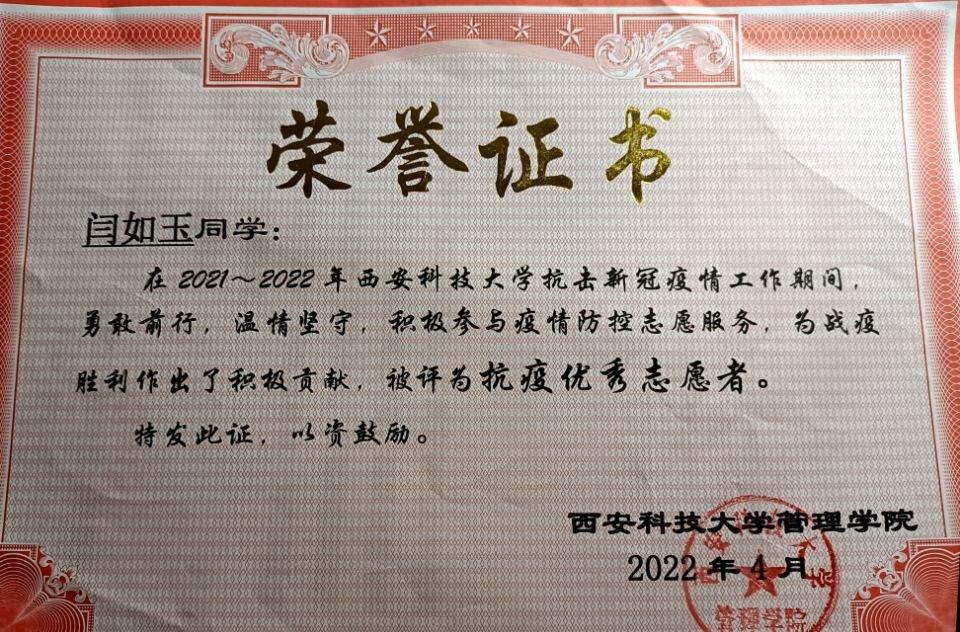 荣誉证书
闫如玉同学：
在2021～2022年西安科技大学抗击新冠疫情工作期间，
勇敢前行，温情坚守，积极参与疫情防控志愿服务，为战疫
胜利作出了积极贡献，被评为抗疫优秀志愿者。
特发此证，以资鼓励。
西安科技大学管理学院
2022年4月
管理学院